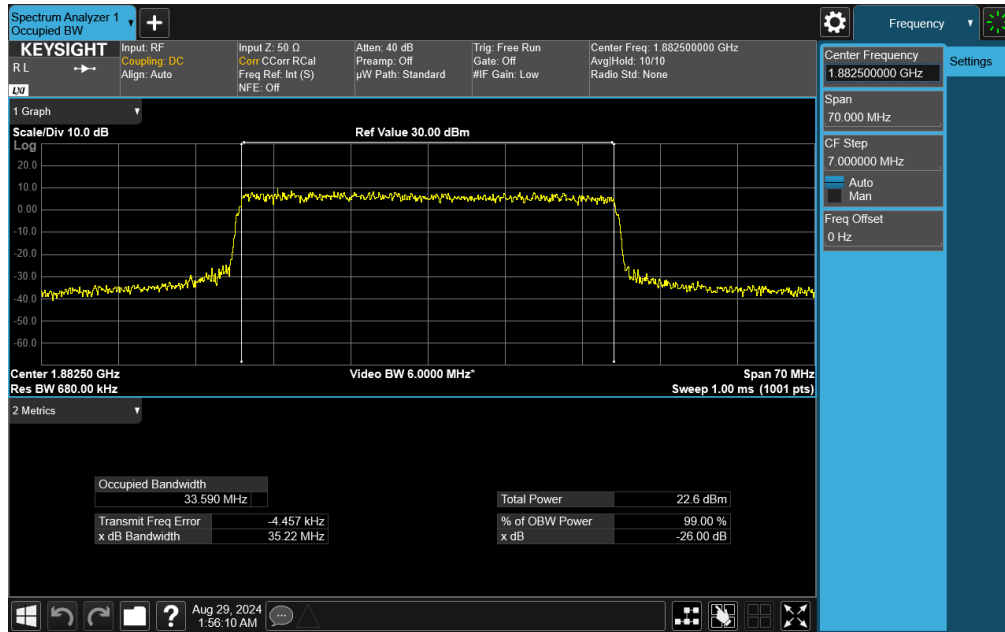 Spectrum Analyzer 1
Occupied BW
Frequency
KEYSIGHT
R L
LXI
Input: RF
Coupling: DC
Align: Auto
Input Z: 50 Ω
Corr CCorr RCal
Freq Ref: Int (S)
NFE: Off
Atten: 40 dB
Preamp: Off
µW Path: Standard
Trig: Free Run
Gate: Off
#IF Gain: Low
Center Freq: 1.882500000 GHz
Avg|Hold: 10/10
Radio Std: None
Center Frequency
1.882500000 GHz
Settings
Span
70.000 MHz
CF Step
7.000000 MHz
Auto
Man
Freq Offset
0 Hz
1 Graph
Scale/Div 10.0 dB
Ref Value 30.00 dBm
Log
20.0
10.0
0.00
-10.0
-20.0
-30.0
-40.0
-50.0
-60.0
Center 1.88250 GHz
Video BW 6.0000 MHz*
Span 70 MHz
Res BW 680.00 kHz
Sweep 1.00 ms (1001 pts)
2 Metrics
Occupied Bandwidth
33.590 MHz
Total Power 22.6 dBm
Transmit Freq Error -4.457 kHz
% of OBW Power 99.00 %
x dB Bandwidth 35.22 MHz
x dB -26.00 dB
?
Aug 29, 2024
1:56:10 AM